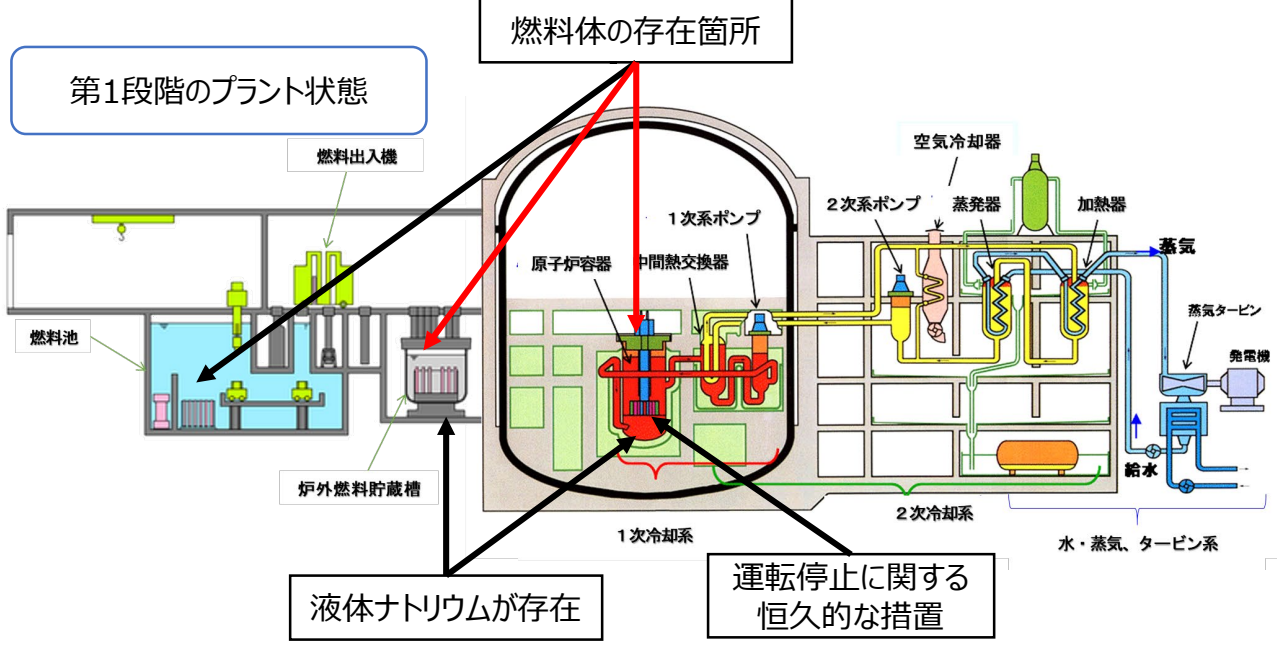 燃料体の存在箇所
第1段階のプラント状態
燃料出入機
空気冷却器
1次系ポンプ
2次系ポンプ
蒸発器
加熱器
蒸気
原子炉容器
中間熱交換器
蒸気タービン
燃料池
発電機
炉外燃料貯蔵槽
給水
2次冷却系
1次冷却系
水・蒸気、タービン系
液体ナトリウムが存在
運転停止に関する
恒久的な措置